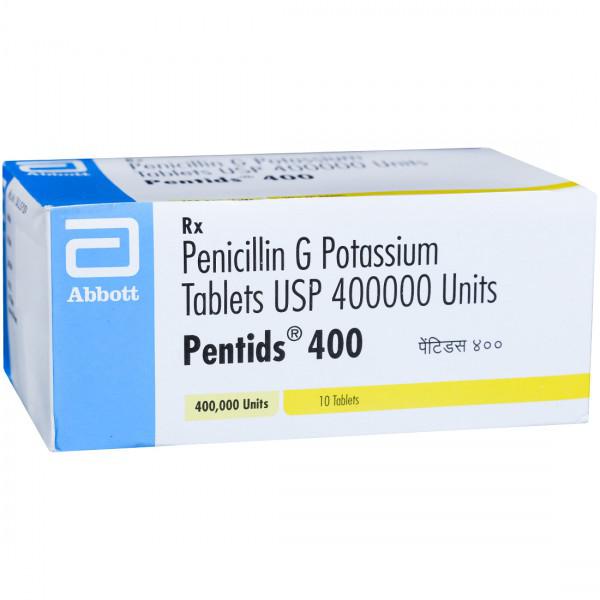 Penicillin G Potassium
Tablets USP 400000 Units
Pentids® 400
Abbott
Rx
Penicillin G Potassium
Tablets USP 400000 Units
Pentids® 400
पेंटिडस ४००
400,000 Units
10 Tablets